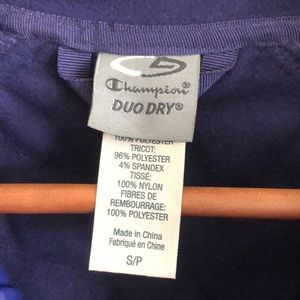 Champion®
DUO DRY®
100% POLYESTER
TRICOT:
96% POLYESTER
4% SPANDEX
TISSÉ:
100% NYLON
FIBRES DE
REMBOURRAGE:
100% POLYESTER
Made in China
Fabriqué en Chine
S/P